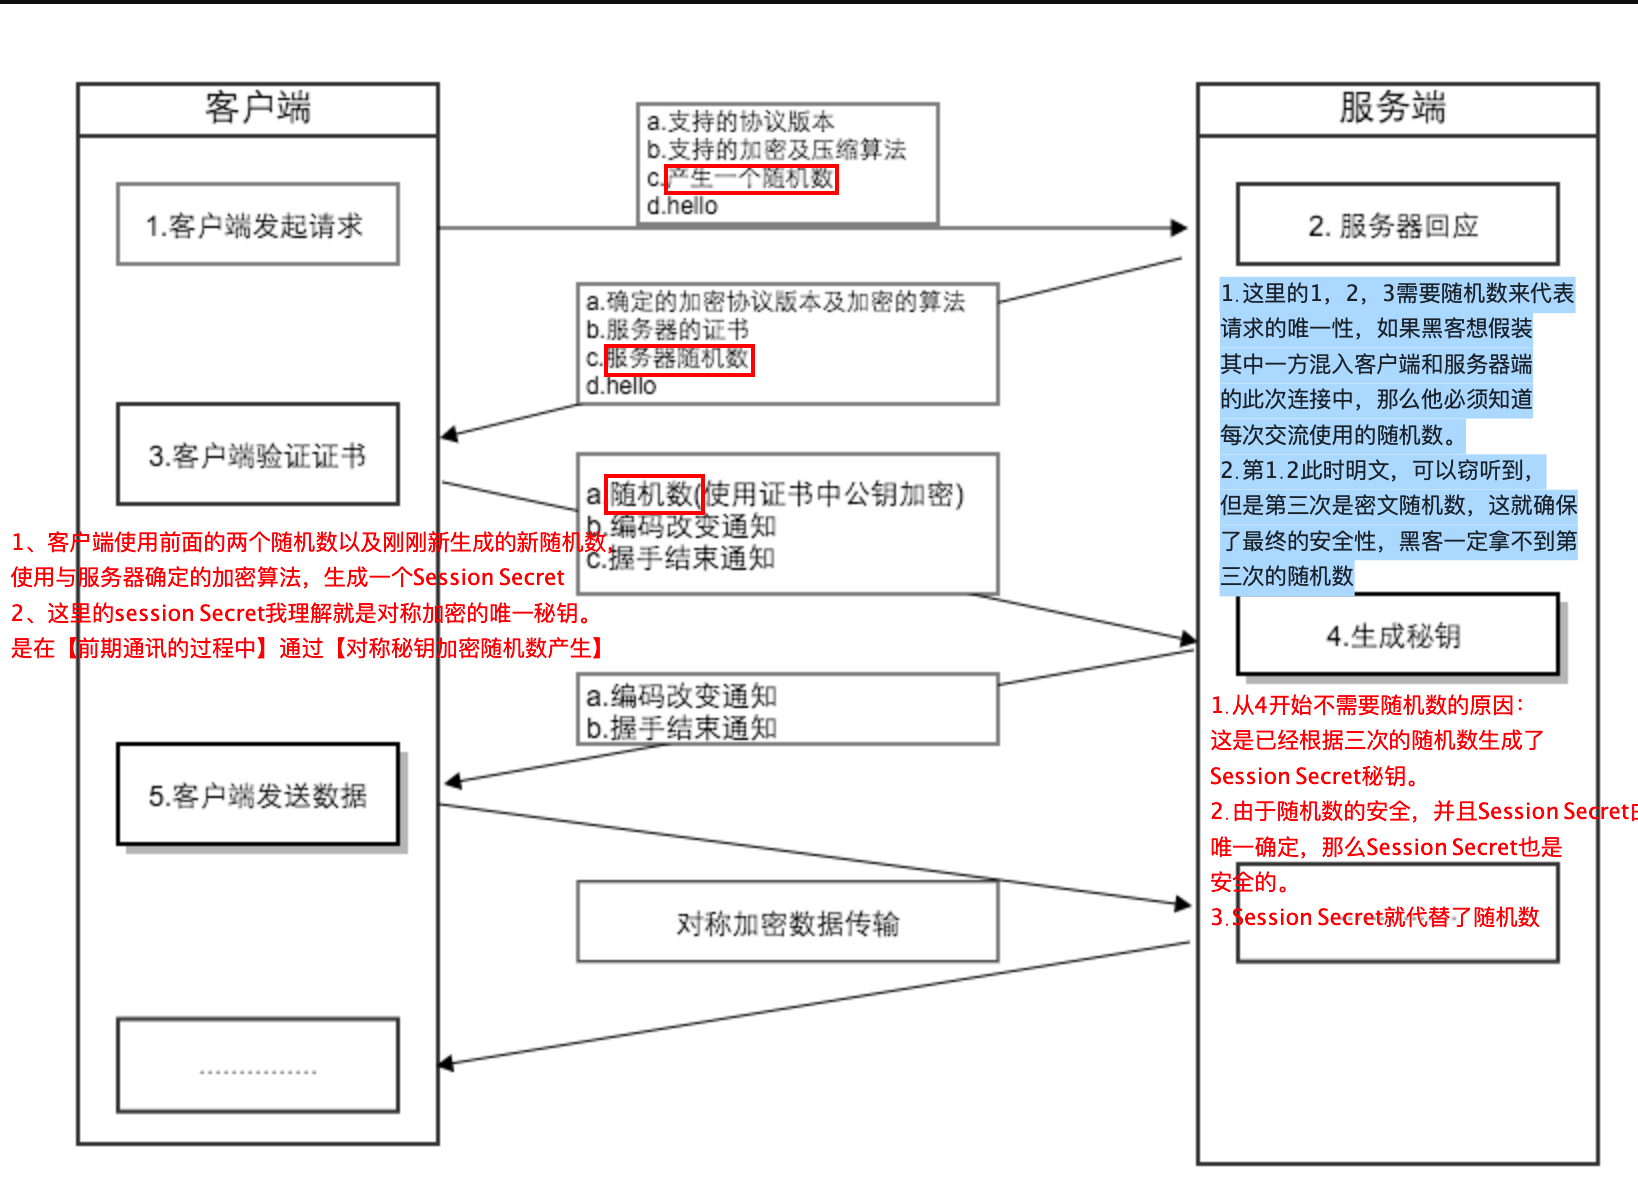 客户端
服务端
a.支持的协议版本
b.支持的加密及压缩算法
c.产生一个随机数
d.hello
1.客户端发起请求
2. 服务器回应
a.确定的加密协议版本及加密的算法
b.服务器的证书
c.服务器随机数
d.hello
1.这里的1，2，3需要随机数来代表
请求的唯一性，如果黑客想假装
其中一方混入客户端和服务器端
的此次连接中，那么他必须知道
每次交流使用的随机数。
2.第1.2此时明文，可以窃听到，
但是第三次是密文随机数，这就确保
了最终的安全性，黑客一定拿不到第
三次的随机数
3.客户端验证证书
a.随机数(使用证书中公钥加密)
b.编码改变通知
c.握手结束通知
1、客户端使用前面的两个随机数以及刚刚新生成的新随机数，
使用与服务器确定的加密算法，生成一个Session Secret
2、这里的session Secret我理解就是对称加密的唯一秘钥。
是在【前期通讯的过程中】通过【对称秘钥加密随机数产生】
4.生成秘钥
a.编码改变通知
b.握手结束通知
1.从4开始不需要随机数的原因：
这是已经根据三次的随机数生成了
Session Secret秘钥。
2.由于随机数的安全，并且Session Secret由
唯一确定，那么Session Secret也是
安全的。
3.Session Secret就代替了随机数
5.客户端发送数据
对称加密数据传输
...............